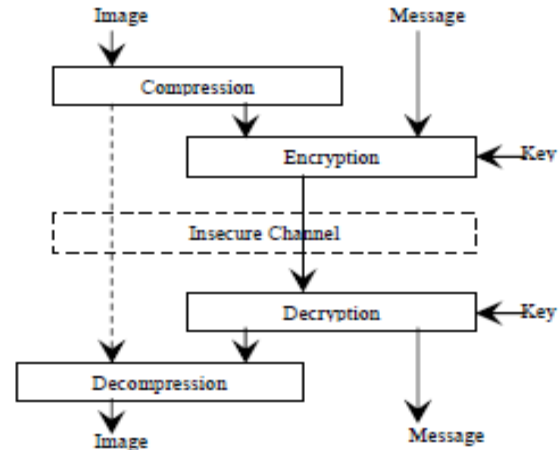 Image Message
Compression
Encryption
Key
Insecure Channel
Decryption
Key
Decompression
Image Message